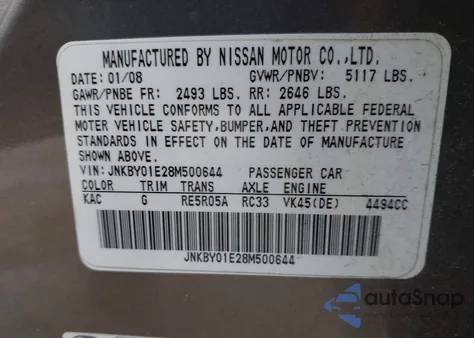 MANUFACTURED BY NISSAN MOTOR CO.,LTD.
DATE: 01/08 GVWR/PNBV: 5117 LBS.
GAWR/PNBE FR: 2493 LBS. RR: 2646 LBS.
THIS VEHICLE CONFORMS TO ALL APPLICABLE FEDERAL
MOTER VEHICLE SAFETY,BUMPER,AND THEFT PREVENTION
STANDARDS IN EFFECT ON THE DATE OF MANUFACTURE
SHOWN ABOVE.
VIN: JNKBY01E28M500644 PASSENGER CAR
COLOR TRIM TRANS AXLE ENGINE
KAC G RE5R05A RC33 VK45(DE) 4494CC
JNKBY01E28M500644
autoSnap